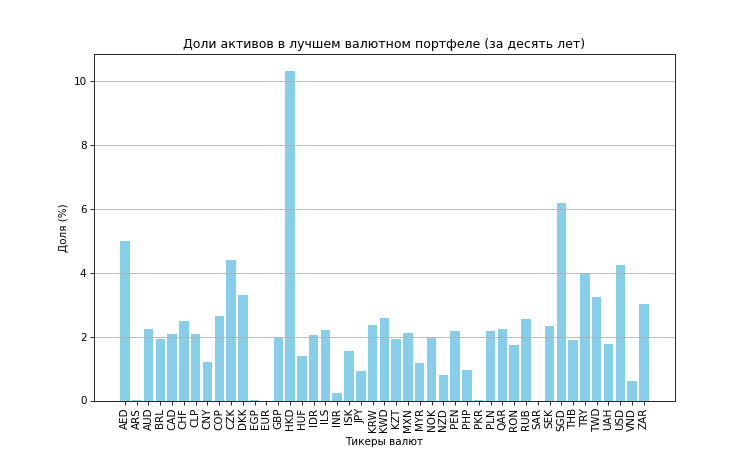 Доли активов в лучшем валютном портфеле (за десять лет)
Доля (%)
10
8
6
4
2
0
AED ARS AUD BRL CAD CHF CLP CNY COP CZK DKK EGP EUR GBP HKD HUF IDR ILS INR ISK JPY KRW KWD KZT MXN MYR NOK NZD PEN PHP PKR PLN QAR RON RUB SAR SEK SGD THB TRY TWD UAH USD VND ZAR
Тикеры валют